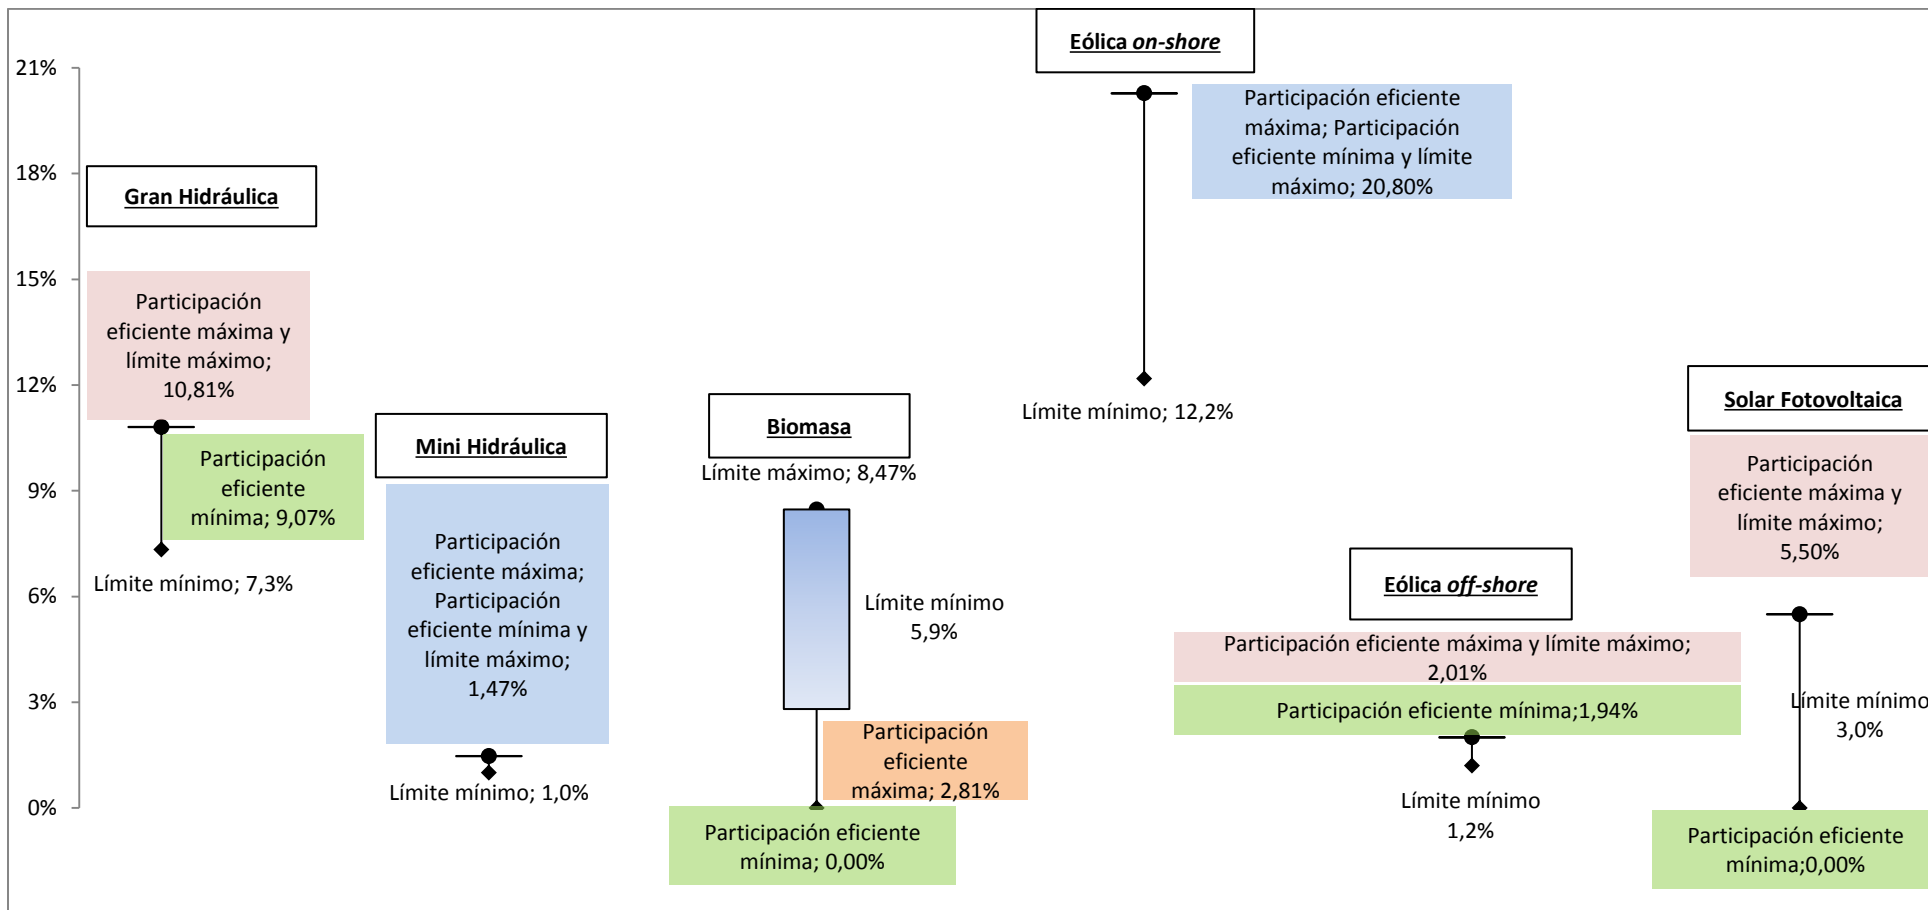 21%
18%
15%
12%
9%
6%
3%
0%
Gran Hidráulica
Participación
eficiente máxima y
límite máximo;
10,81%
Participación
eficiente
mínima; 9,07%
Límite mínimo; 7,3%
Mini Hidráulica
Participación
eficiente máxima;
Participación
eficiente mínima y
límite máximo;
1,47%
Límite mínimo; 1,0%
Biomasa
Límite máximo; 8,47%
Límite mínimo
5,9%
Participación
eficiente
máxima; 2,81%
Participación eficiente
mínima; 0,00%
Eólica on-shore
Participación eficiente
máxima; Participación
eficiente mínima y límite
máximo; 20,80%
Límite mínimo; 12,2%
Eólica off-shore
Participación eficiente máxima y límite máximo;
2,01%
Participación eficiente mínima;1,94%
Límite mínimo
1,2%
Solar Fotovoltaica
Participación
eficiente máxima y
límite máximo;
5,50%
Límite mínimo
3,0%
Participación eficiente
mínima;0,00%